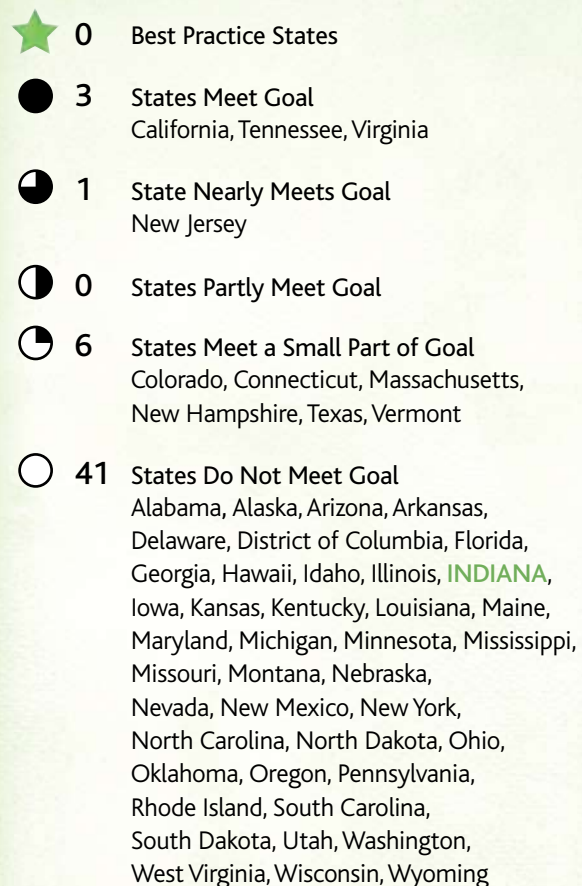 0 Best Practice States
3 States Meet Goal
California, Tennessee, Virginia
1 State Nearly Meets Goal
New Jersey
0 States Partly Meet Goal
6 States Meet a Small Part of Goal
Colorado, Connecticut, Massachusetts,
New Hampshire, Texas, Vermont
41 States Do Not Meet Goal
Alabama, Alaska, Arizona, Arkansas,
Delaware, District of Columbia, Florida,
Georgia, Hawaii, Idaho, Illinois, INDIANA,
Iowa, Kansas, Kentucky, Louisiana, Maine,
Maryland, Michigan, Minnesota, Mississippi,
Missouri, Montana, Nebraska,
Nevada, New Mexico, New York,
North Carolina, North Dakota, Ohio,
Oklahoma, Oregon, Pennsylvania,
Rhode Island, South Carolina,
South Dakota, Utah, Washington,
West Virginia, Wisconsin, Wyoming